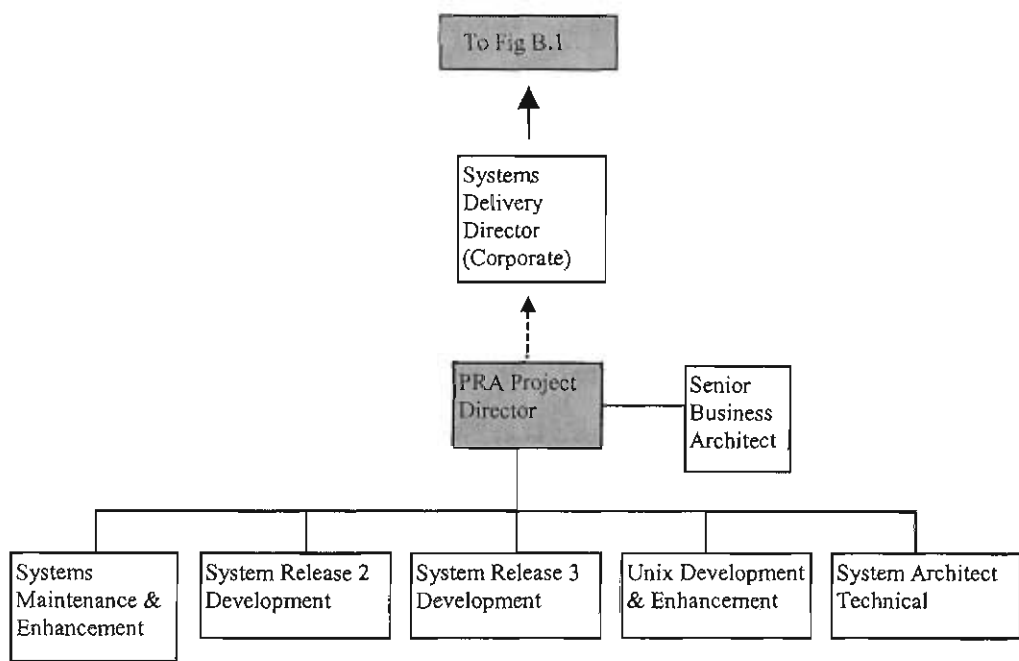 To Fig B.1
Systems
Delivery
Director
(Corporate)
PRA Project
Director
Senior
Business
Architect
Systems
Maintenance &
Enhancement
System Release 2
Development
System Release 3
Development
Unix Development
& Enhancement
System Architect
Technical